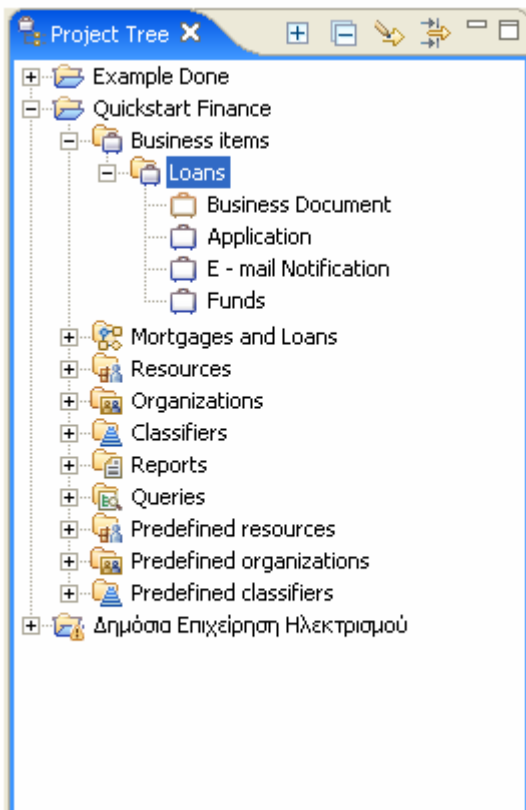 Project Tree
Example Done
Quickstart Finance
Business items
Loans
Business Document
Application
E - mail Notification
Funds
Mortgages and Loans
Resources
Organizations
Classifiers
Reports
Queries
Predefined resources
Predefined organizations
Predefined classifiers
Δημόσια Επιχείρηση Ηλεκτρισμού